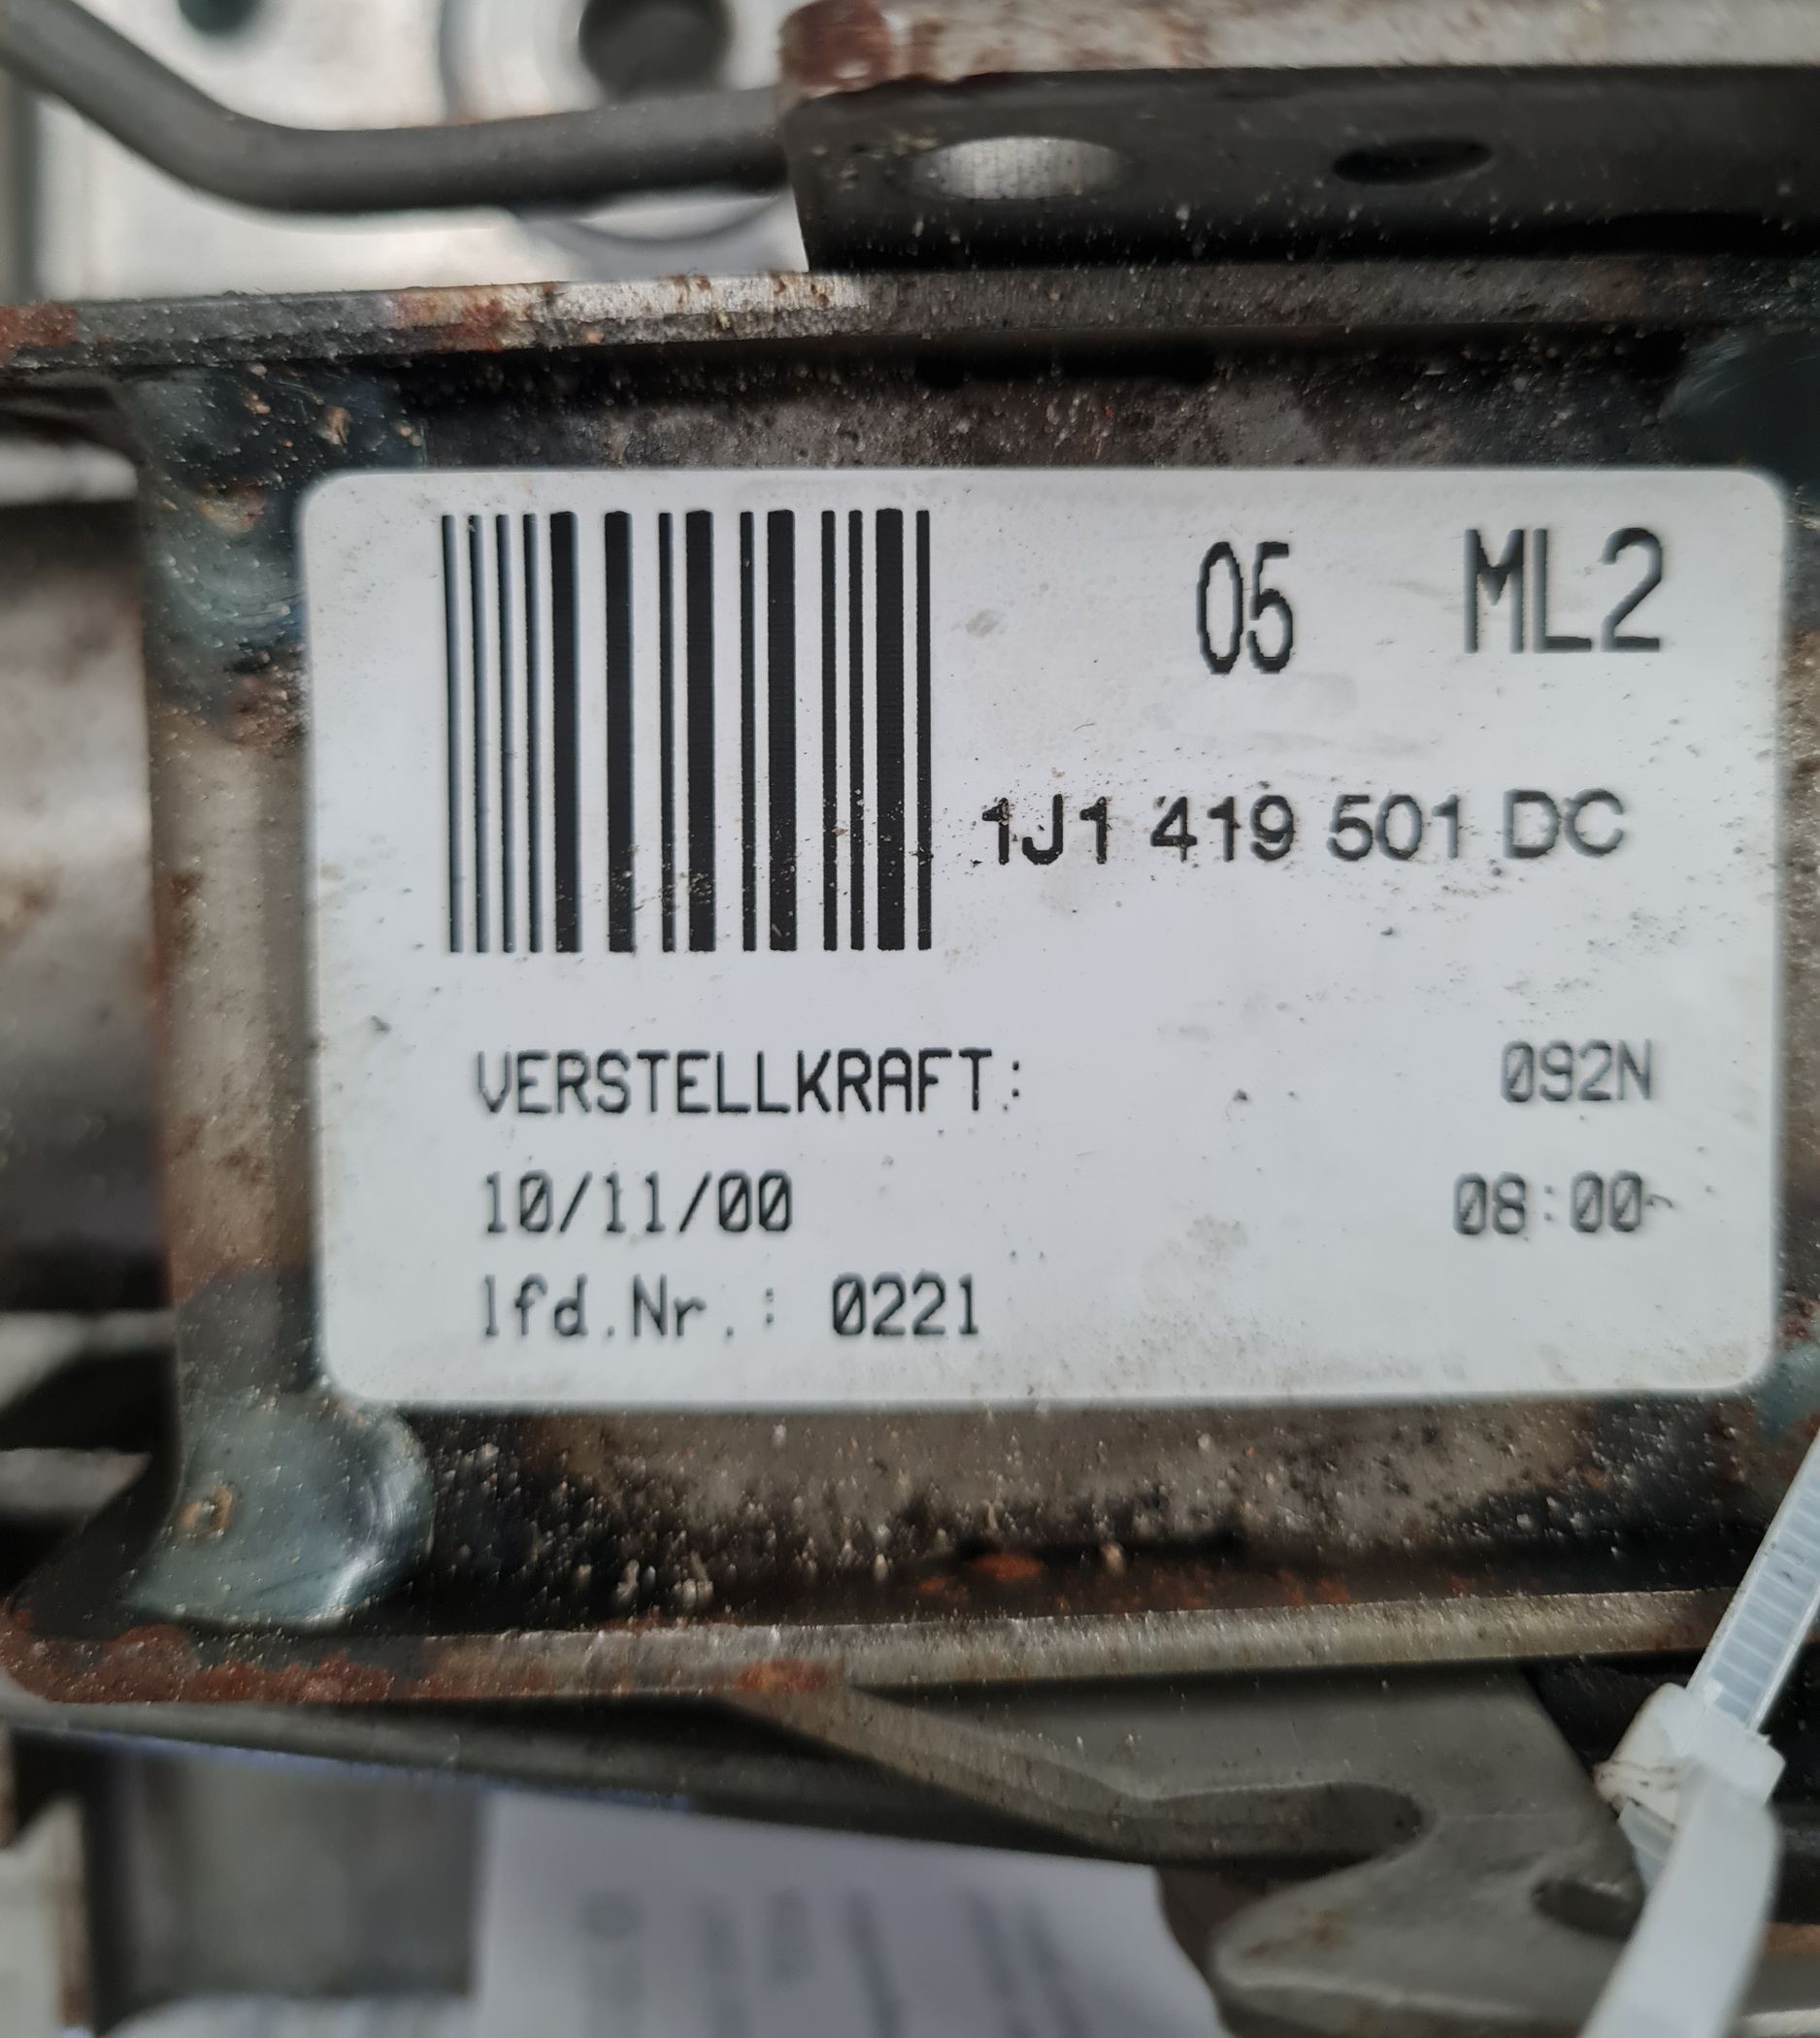 05 ML2
1J1 419 501 DC
VERSTELLKRAFT: 092N
10/11/00 08:00
lfd.Nr.: 0221